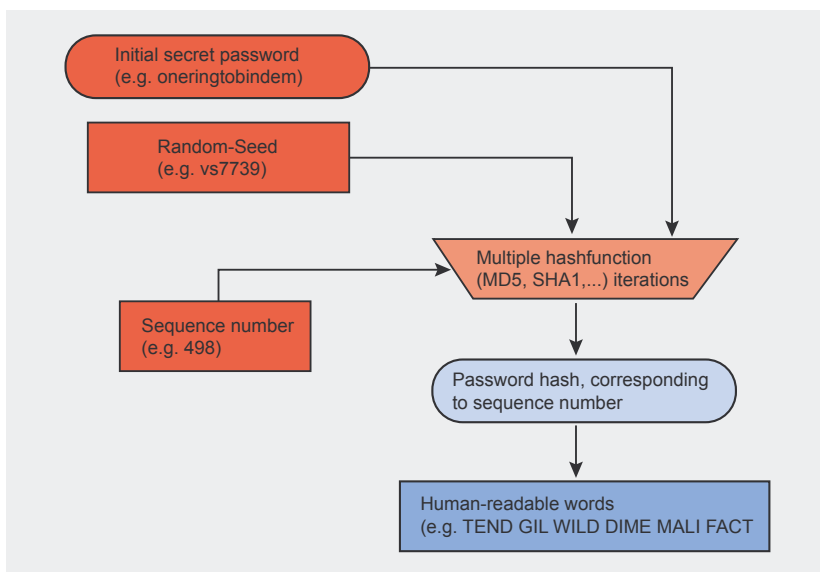 Initial secret password
(e.g. oneringtobindem)
Random-Seed
(e.g. vs7739)
Multiple hashfunction
(MD5, SHA1,...) iterations
Sequence number
(e.g. 498)
Password hash, corresponding
to sequence number
Human-readable words
(e.g. TEND GIL WILD DIME MALI FACT